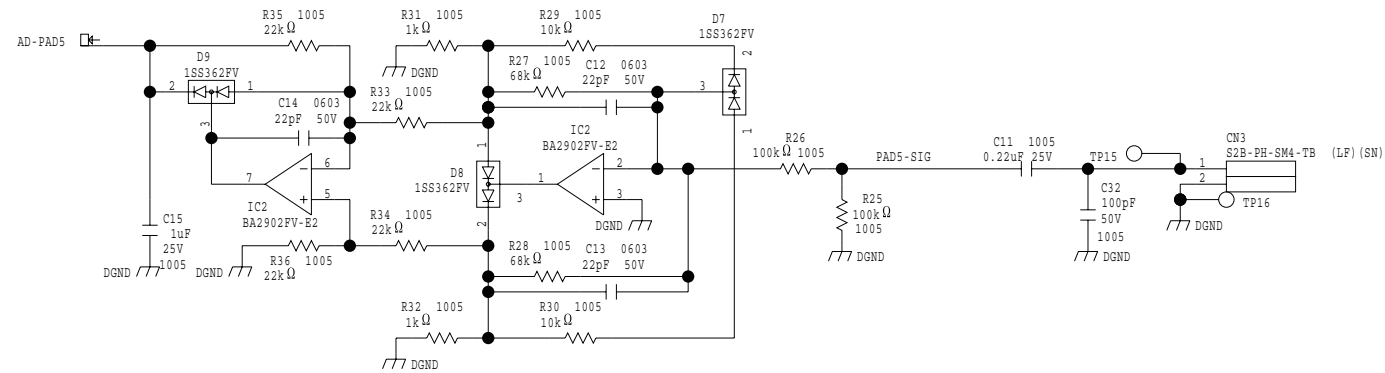 AD-PAD5
R35 1005
22kΩ
D9
1SS362FV
2
1
3
C14 0603
22pF 50V
6
7
5
IC2
BA2902FV-E2
C15
1uF
25V
1005
DGND
DGND
R36 1005
22kΩ
R31 1005
1kΩ
DGND
R33 1005
22kΩ
R34 1005
22kΩ
R32 1005
1kΩ
DGND
R29 1005
10kΩ
R27 1005
68kΩ
C12 0603
22pF 50V
D8
1SS362FV
1
3
2
IC2
BA2902FV-E2
1
2
3
DGND
R28 1005
68kΩ
C13 0603
22pF 50V
R30 1005
10kΩ
D7
1SS362FV
2
3
1
R26
100kΩ 1005
PAD5-SIG
R25
100kΩ
1005
DGND
C11 1005
0.22uF 25V
TP15
C32
100pF
50V
1005
DGND
CN3
S2B-PH-SM4-TB (LF)(SN)
1
2
TP16
DGND